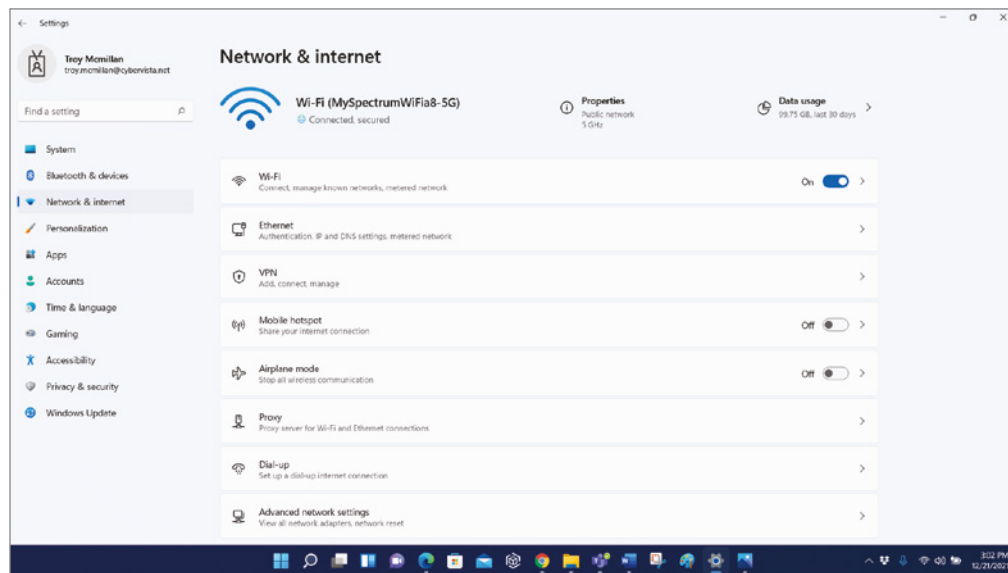 Settings
Troy Mcmillan
troy.mcmillan@cybervista.net
Find a setting
System
Bluetooth & devices
Network & internet
Personalization
Apps
Accounts
Time & language
Gaming
Accessibility
Privacy & security
Windows Update
Network & internet
Wi-Fi (MySpectrumWiFia8-5G)
Connected, secured
Properties
Public network
5 GHz
Data usage
99.75 GB, last 30 days
Wi-Fi
Connect, manage known networks, metered network
On
Ethernet
Authentication, IP and DNS settings, metered network
VPN
Add, connect, manage
Mobile hotspot
Share your internet connection
Off
Airplane mode
Stop all wireless communication
Off
Proxy
Proxy server for Wi-Fi and Ethernet connections
Dial-up
Set up a dial-up internet connection
Advanced network settings
View all network adapters, network reset
3:02 PM